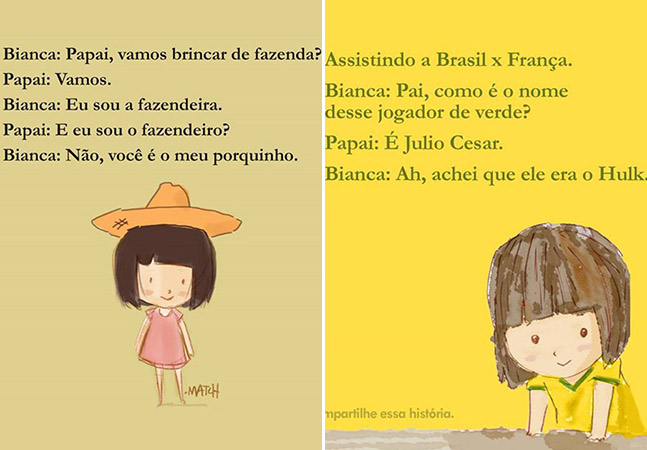 Bianca: Papai, vamos brincar de fazenda?
Papai: Vamos.
Bianca: Eu sou a fazendeira.
Papai: E eu sou o fazendeiro?
Bianca: Não, você é o meu porquinho.
MATCH
Assistindo a Brasil x França.
Bianca: Pai, como é o nome
desse jogador de verde?
Papai: É Julio Cesar.
Bianca: Ah, achei que ele era o Hulk.
mpartilhe essa história.